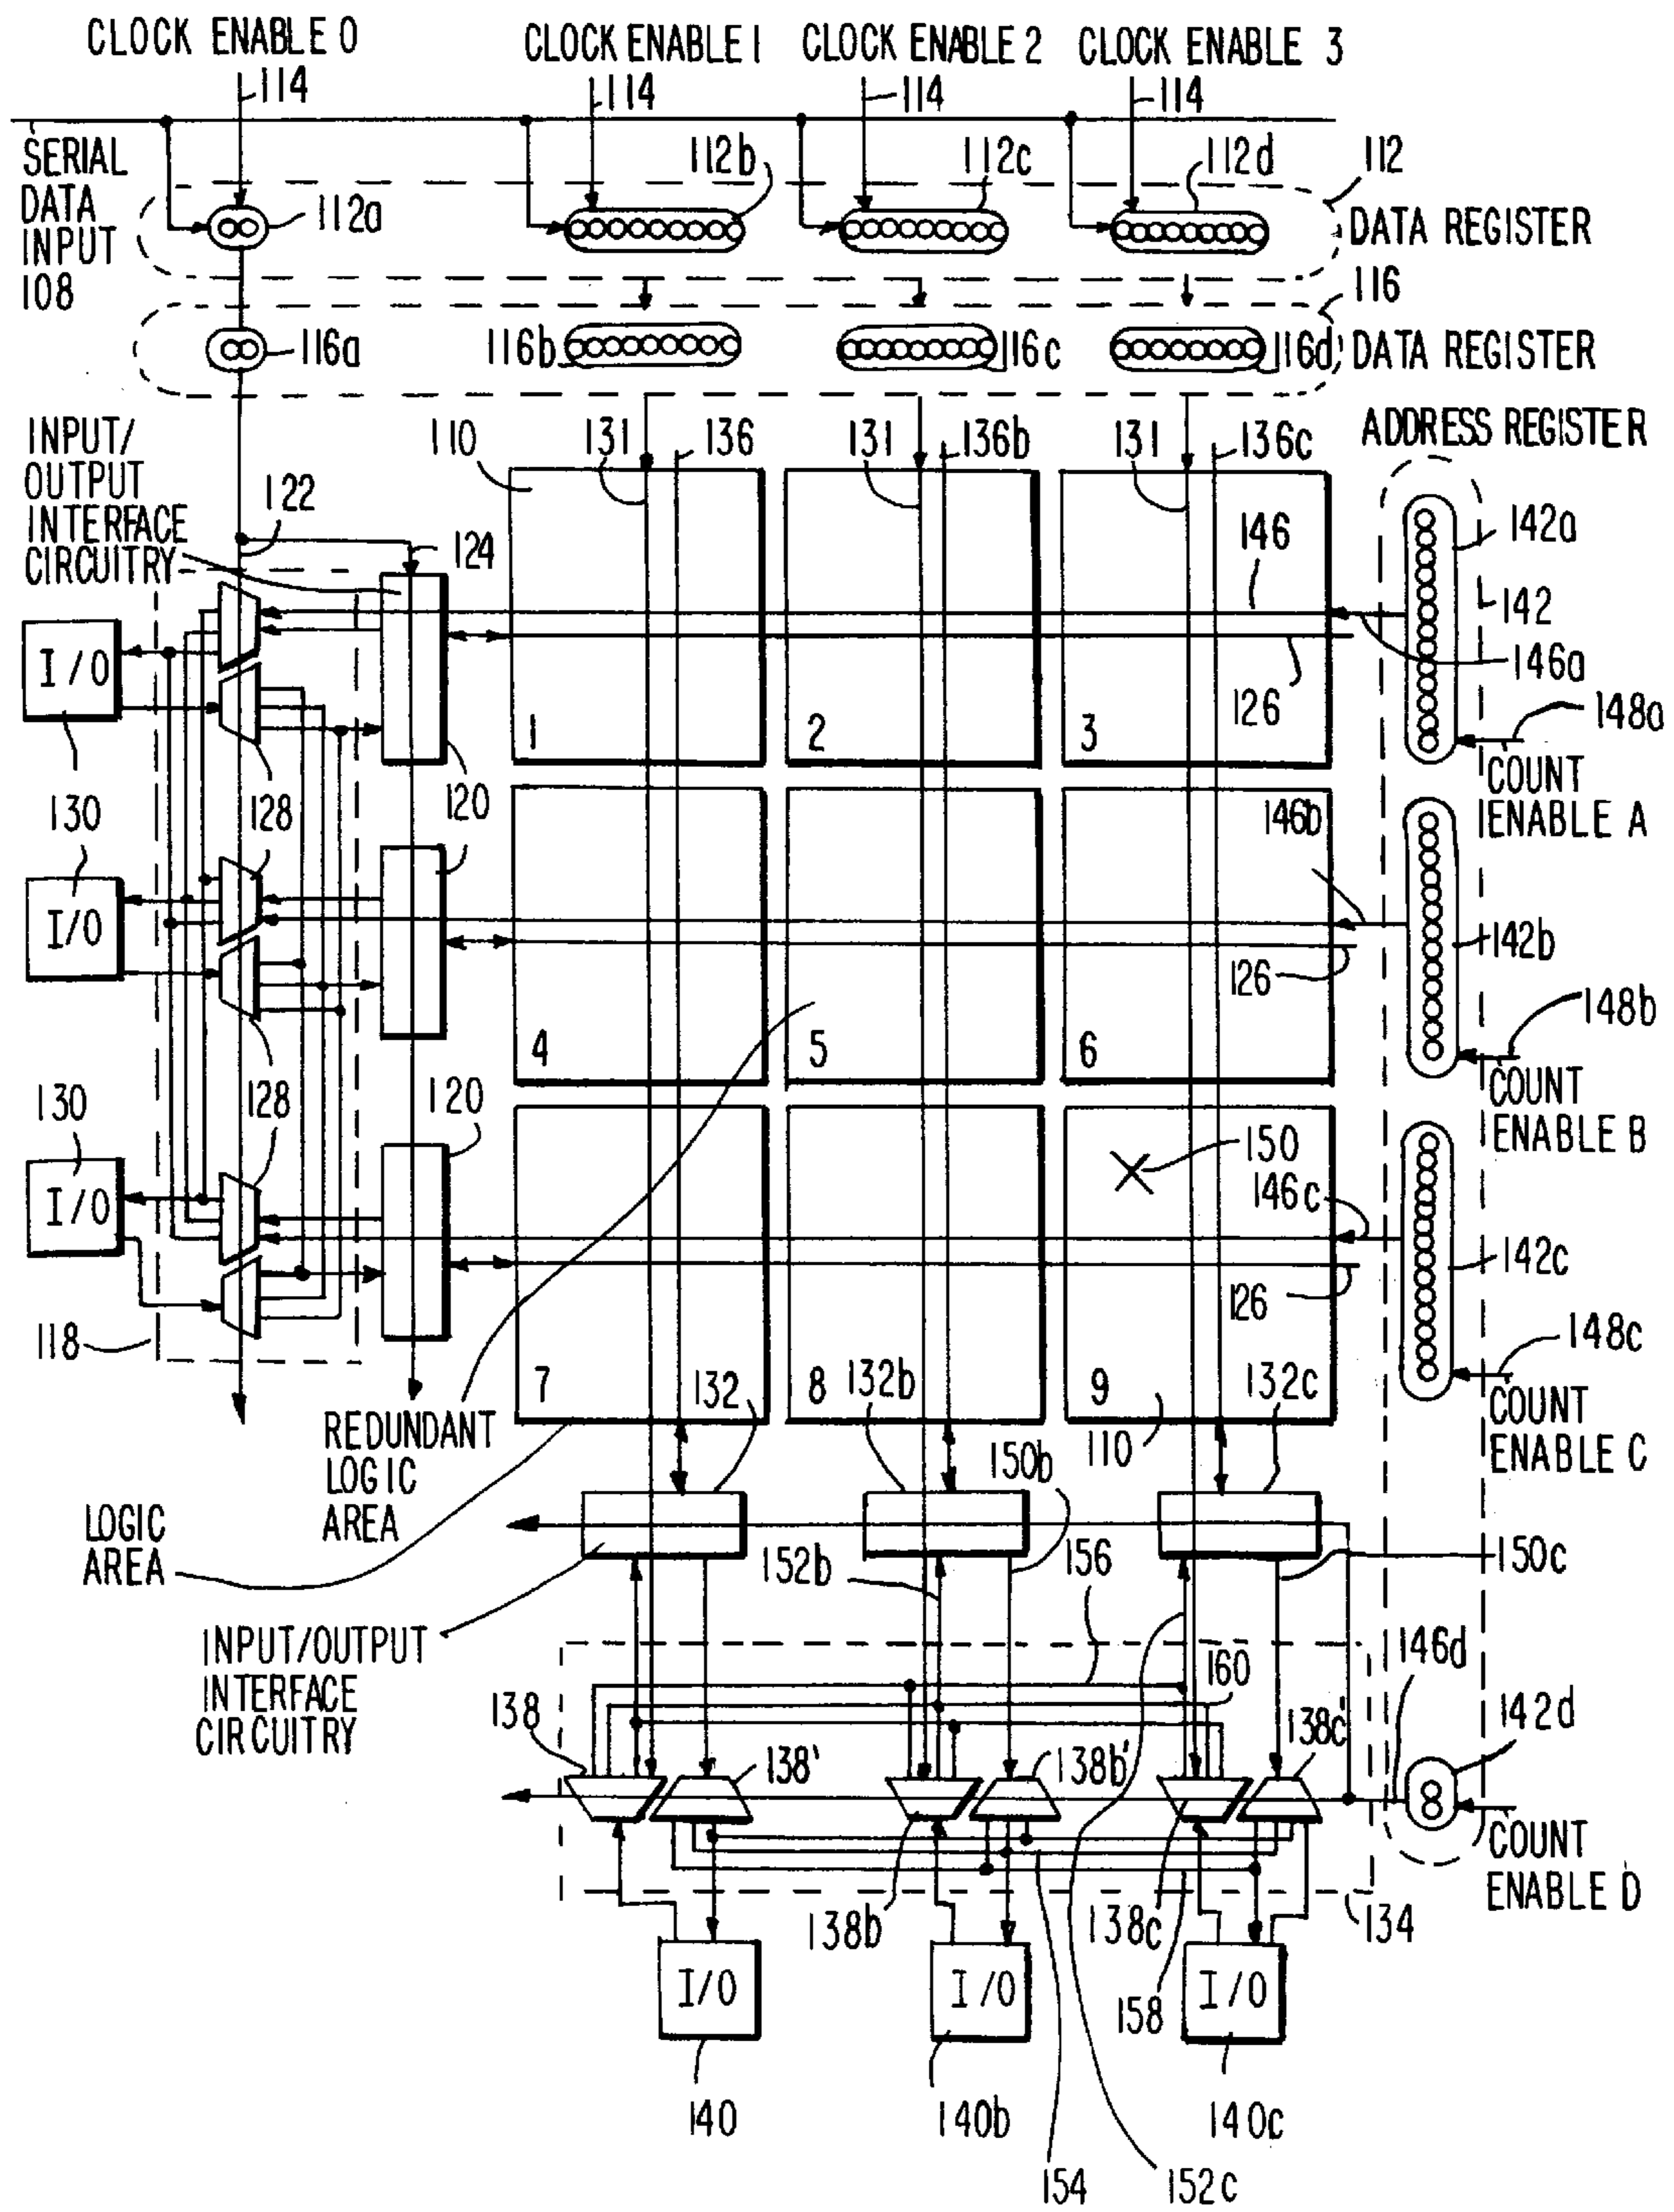 CLOCK ENABLE 0
CLOCK ENABLE 1
CLOCK ENABLE 2
CLOCK ENABLE 3
114
114
114
114
SERIAL
DATA
INPUT
108
112a
112b
112c
112d
112
DATA REGISTER
116
116a
116b
116c
116d
DATA REGISTER
INPUT/
OUTPUT
INTERFACE
CIRCUITRY
122
124
110
131
136
131
136b
131
136c
ADDRESS REGISTER
142a
142
146
146a
126
148a
COUNT
ENABLE A
I/O
1
2
3
130
128
120
120
146b
I/O
142b
126
148b
COUNT
ENABLE B
4
5
6
130
128
120
I/O
150
146c
142c
126
118
148c
COUNT
ENABLE C
7
132
8
132b
9
110
132c
REDUNDANT
LOGIC
AREA
LOGIC
AREA
150b
152b
156
150c
INPUT/OUTPUT
INTERFACE
CIRCUITRY
160
146d
138
138'
138b'
138c'
142d
COUNT
ENABLE D
138b
138c
134
I/O
I/O
I/O
158
140
140b
140c
154
152c